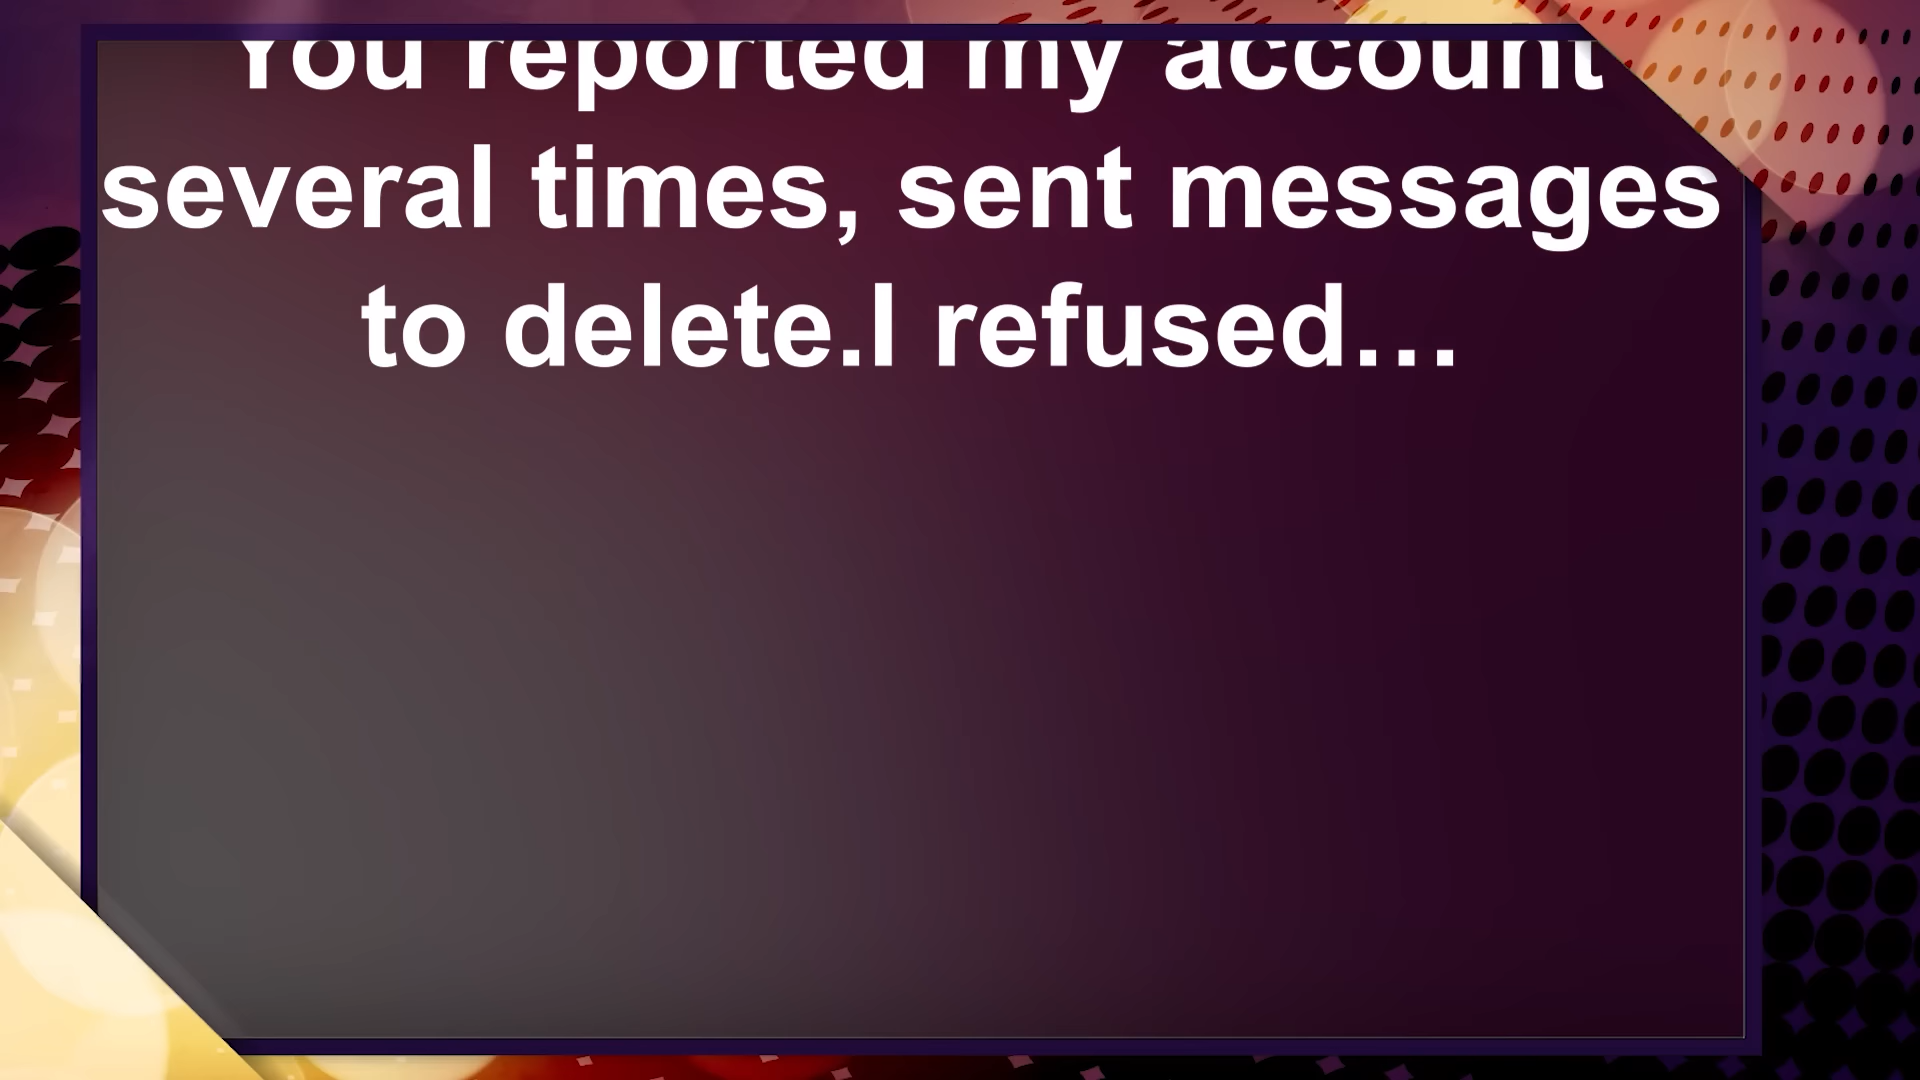 You reported my account
several times, sent messages
to delete.I refused…